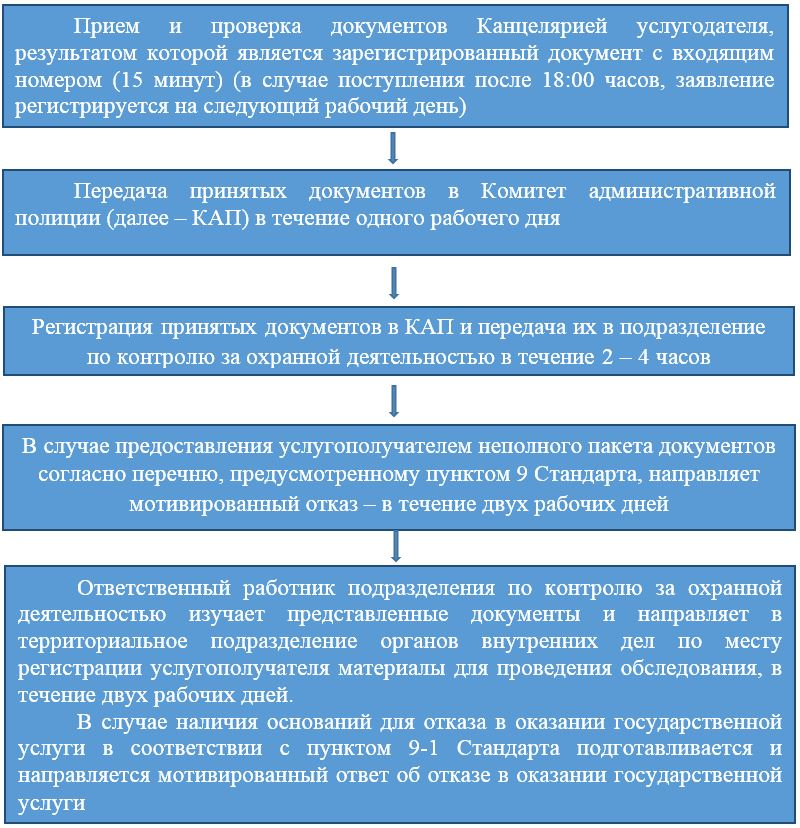 Прием и проверка документов Канцелярией услугодателя,
результатом которой является зарегистрированный документ с входящим
номером (15 минут) (в случае поступления после 18:00 часов, заявление
регистрируется на следующий рабочий день)
Передача принятых документов в Комитет административной
полиции (далее – КАП) в течение одного рабочего дня
Регистрация принятых документов в КАП и передача их в подразделение
по контролю за охранной деятельностью в течение 2 – 4 часов
В случае предоставления услугополучателем неполного пакета документов
согласно перечню, предусмотренному пунктом 9 Стандарта, направляет
мотивированный отказ – в течение двух рабочих дней
Ответственный работник подразделения по контролю за охранной
деятельностью изучает представленные документы и направляет в
территориальное подразделение органов внутренних дел по месту
регистрации услугополучателя материалы для проведения обследования, в
течение двух рабочих дней.
В случае наличия оснований для отказа в оказании государственной
услуги в соответствии с пунктом 9-1 Стандарта подготавливается и
направляется мотивированный ответ об отказе в оказании государственной
услуги